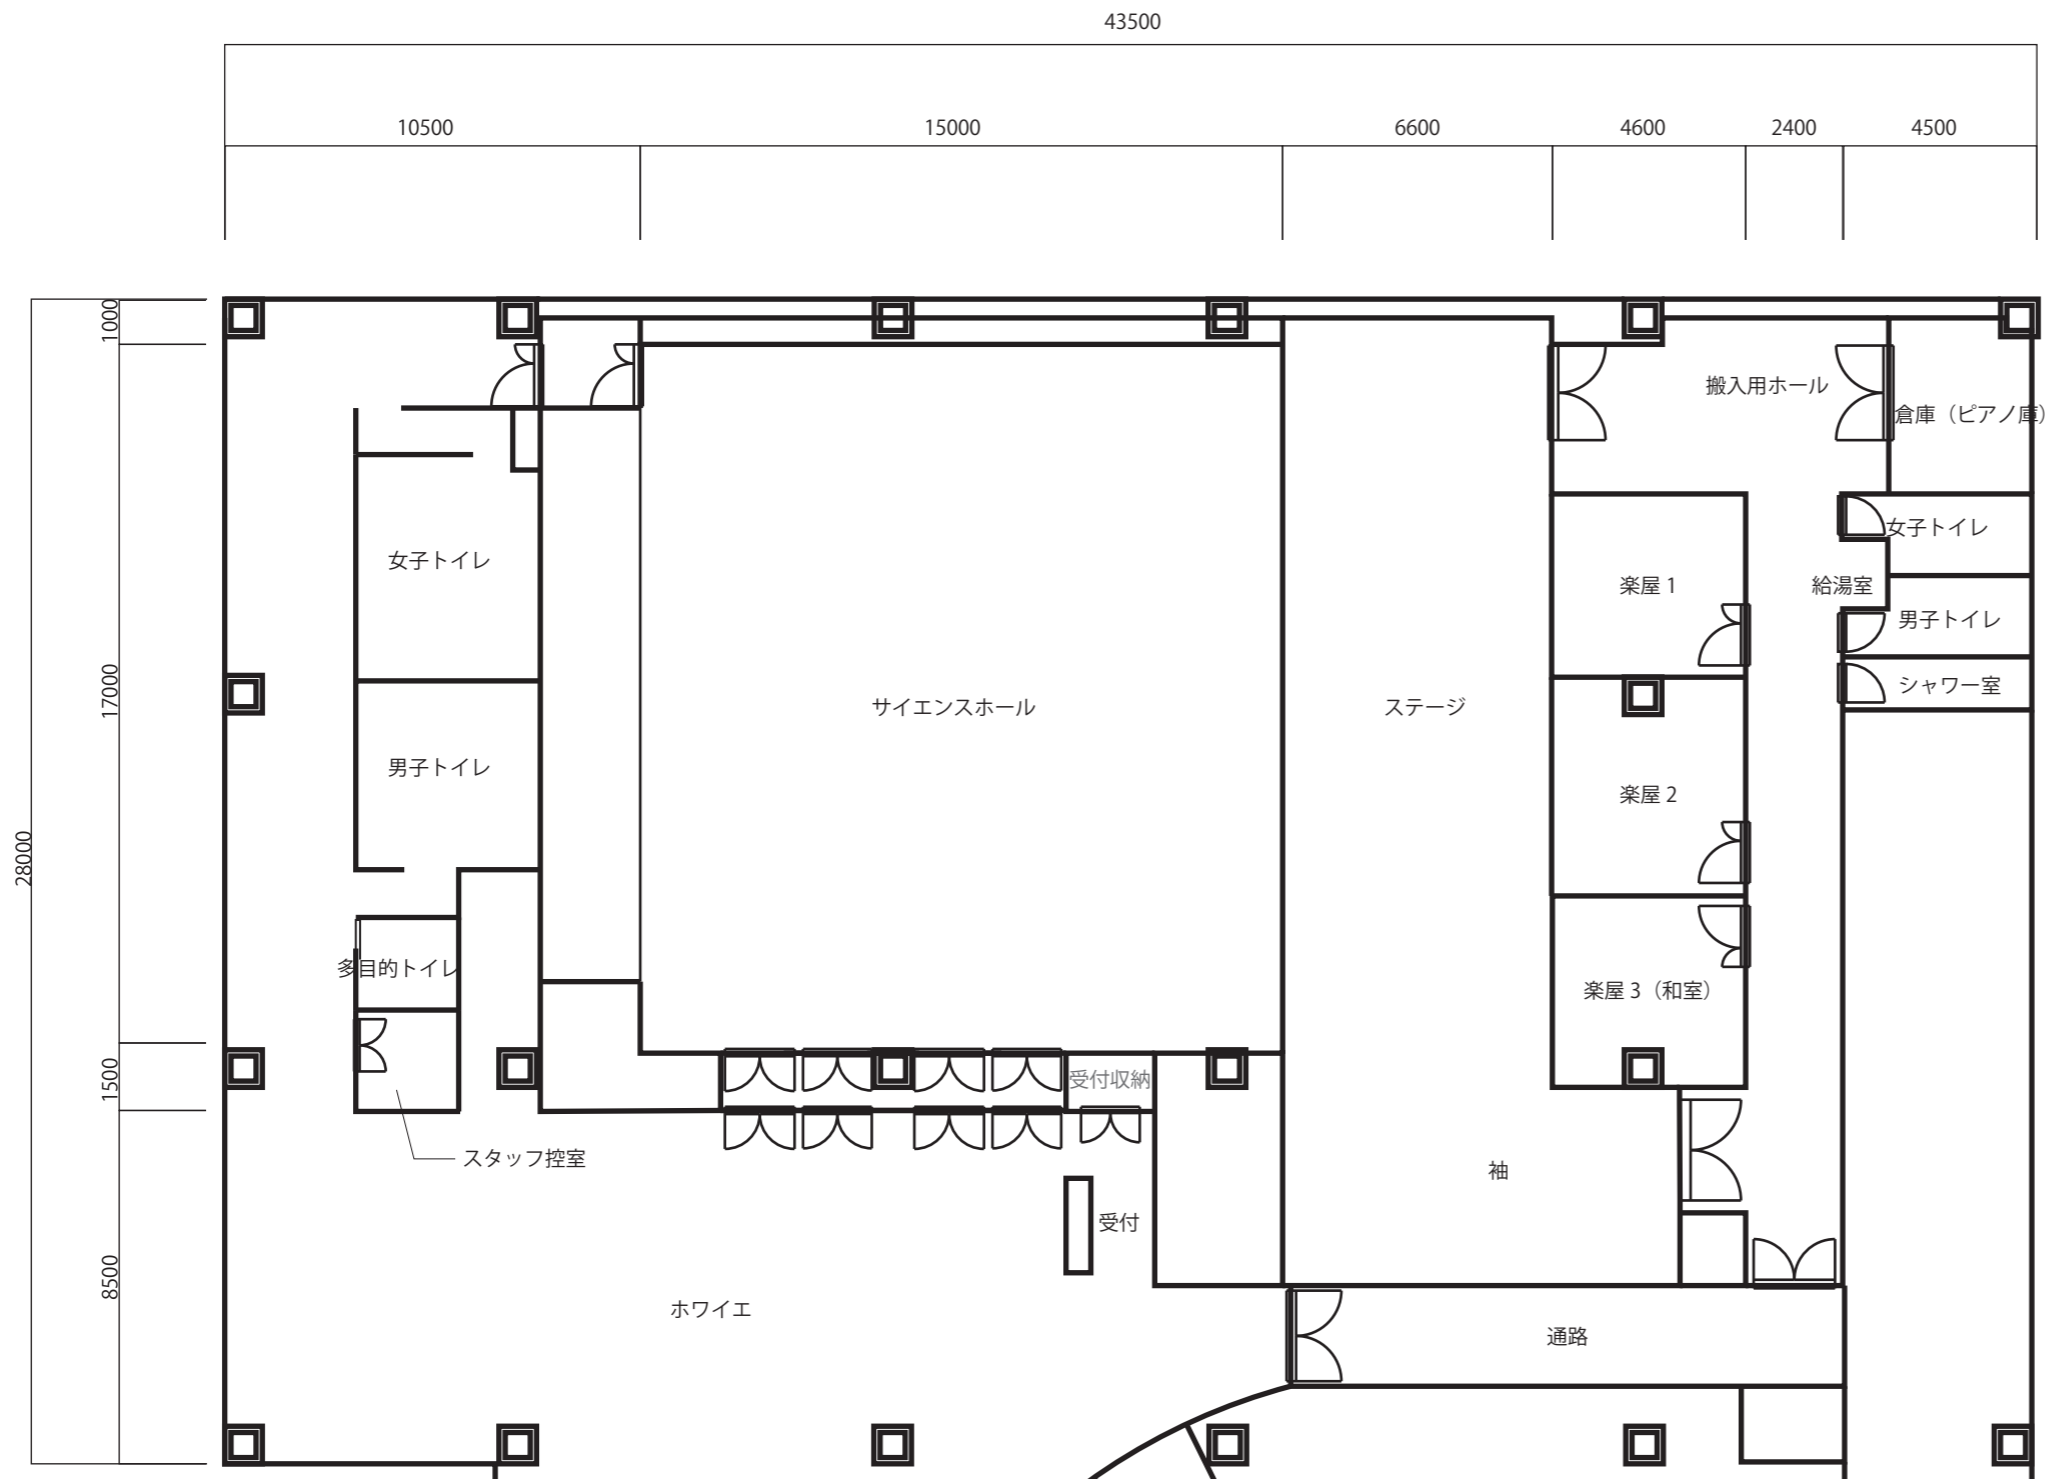 43500
10500
15000
6600
4600
2400
4500
1000
搬入用ホール
倉庫（ピアノ庫）
女子トイレ
女子トイレ
楽屋 1
給湯室
男子トイレ
17000
シャワー室
サイエンスホール
ステージ
男子トイレ
楽屋 2
28000
多目的トイレ
楽屋 3（和室）
1500
受付収納
スタッフ控室
袖
受付
8500
ホワイエ
通路